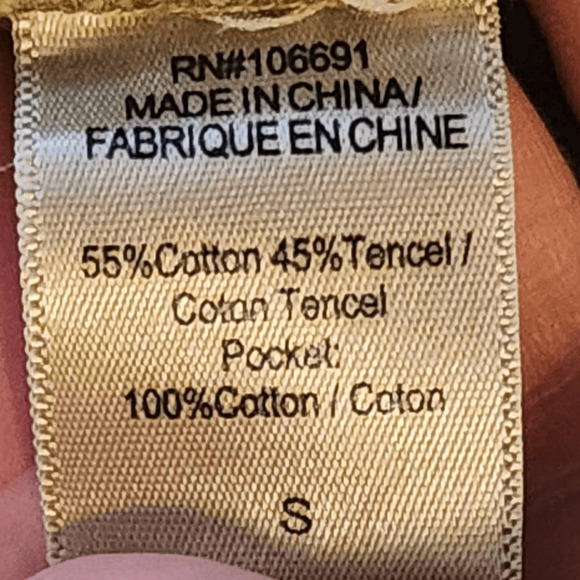 RN#106691
MADE IN CHINA/
FABRIQUE EN CHINE
55%Cotton 45%Tencel /
Coton Tencel
Pocket:
100%Cotton / Coton
S